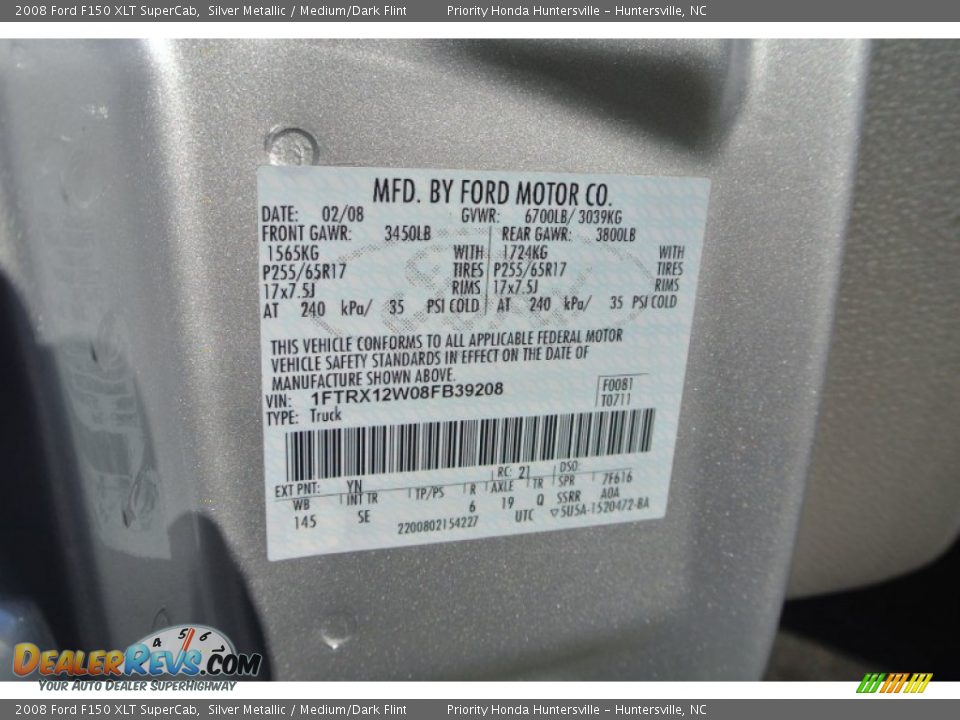 2008 Ford F150 XLT SuperCab, Silver Metallic / Medium/Dark Flint Priority Honda Huntersville - Huntersville, NC
MFD. BY FORD MOTOR CO.
DATE: 02/08 GVWR: 6700LB/ 3039KG
FRONT GAWR: 3450LB REAR GAWR: 3800LB
1565KG WITH 1724KG WITH
P255/65R17 TIRES P255/65R17 TIRES
17x7.5J RIMS 17x7.5J RIMS
AT 240 kPa/ 35 PSI COLD AT 240 kPa/ 35 PSI COLD
THIS VEHICLE CONFORMS TO ALL APPLICABLE FEDERAL MOTOR
VEHICLE SAFETY STANDARDS IN EFFECT ON THE DATE OF
MANUFACTURE SHOWN ABOVE.
VIN: 1FTRX12W08FB39208 F0081
TYPE: Truck T0711
EXT PNT: YN RC: 21 DSO:
WB INT TR TP/PS R AXLE TR SPR 7F616
145 SE 6 19 Q SSRR A0A
2200802154227 UTC ▽5U5A-1520472-BA
4 5 6
DEALERREVS.COM
YOUR AUTO DEALER SUPERHIGHWAY
2008 Ford F150 XLT SuperCab, Silver Metallic / Medium/Dark Flint Priority Honda Huntersville - Huntersville, NC